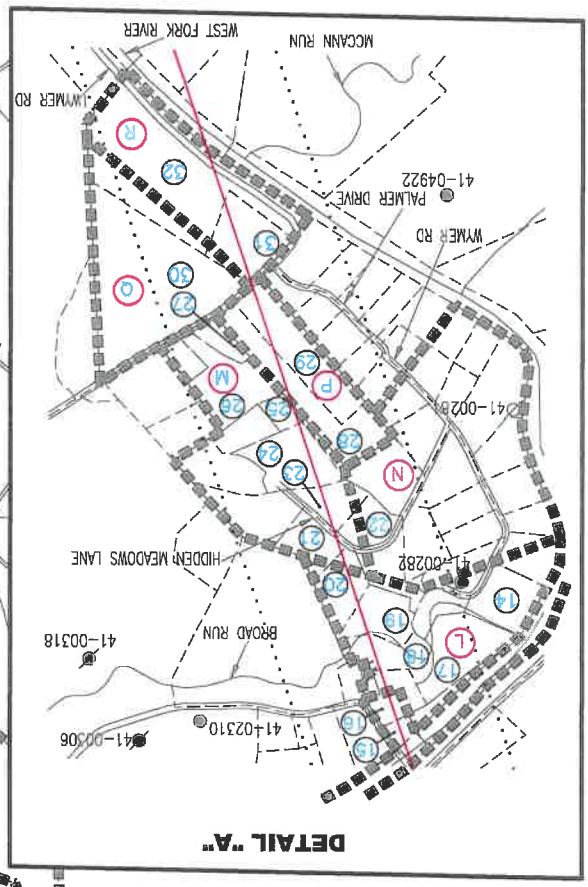 DETAIL "A"
15
41-00306
16
41-02310
17
L
18
BROAD RUN
41-00318
14
19
20
41-00282
HIDDEN MEADOWS LANE
22
21
23
N
24
28
25
26
P
M
29
27
30
Q
31
WYMER RD
PALMER DRIVE
41-04922
32
R
MCCANN RUN
WYMER RD
WEST FORK RIVER